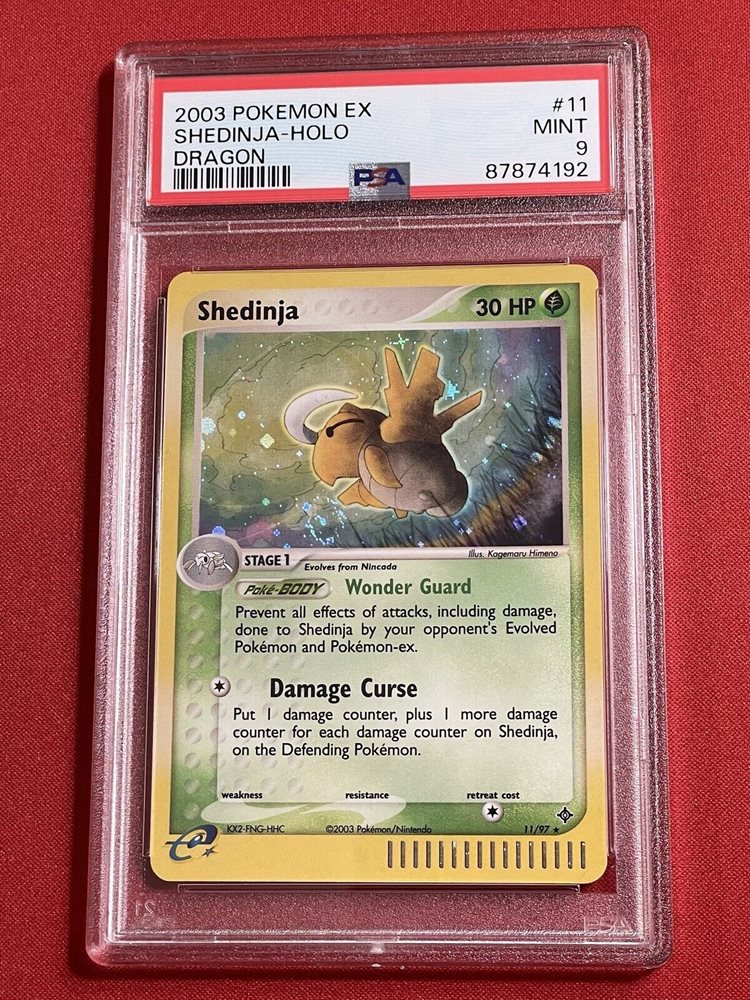 2003 POKEMON EX #11
SHEDINJA-HOLO MINT
DRAGON 9
PSA 87874192
Shedinja 30 HP
STAGE 1 Evolves from Nincada Illus. Kagemaru Himeno
Poké-BODY Wonder Guard
Prevent all effects of attacks, including damage,
done to Shedinja by your opponent's Evolved
Pokémon and Pokémon-ex.
Damage Curse
Put 1 damage counter, plus 1 more damage
counter for each damage counter on Shedinja,
on the Defending Pokémon.
weakness resistance retreat cost
KX2-FNG-HHC ©2003 Pokémon/Nintendo 11/97 ★
e
PSA